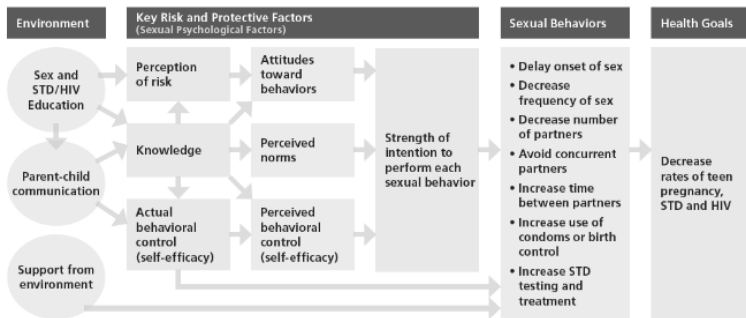 Environment
Key Risk and Protective Factors
(Sexual Psychological Factors)
Sexual Behaviors
Health Goals
Sex and
STD/HIV
Education
Parent-child
communication
Support from
environment
Perception
of risk
Knowledge
Actual
behavioral
control
(self-efficacy)
Attitudes
toward
behaviors
Perceived
norms
Perceived
behavioral
control
(self-efficacy)
Strength of
intention to
perform each
sexual behavior
• Delay onset of sex
• Decrease
frequency of sex
• Decrease number
of partners
• Avoid concurrent
partners
• Increase time
between partners
• Increase use of
condoms or birth
control
• Increase STD
testing and
treatment
Decrease
rates of teen
pregnancy,
STD and HIV